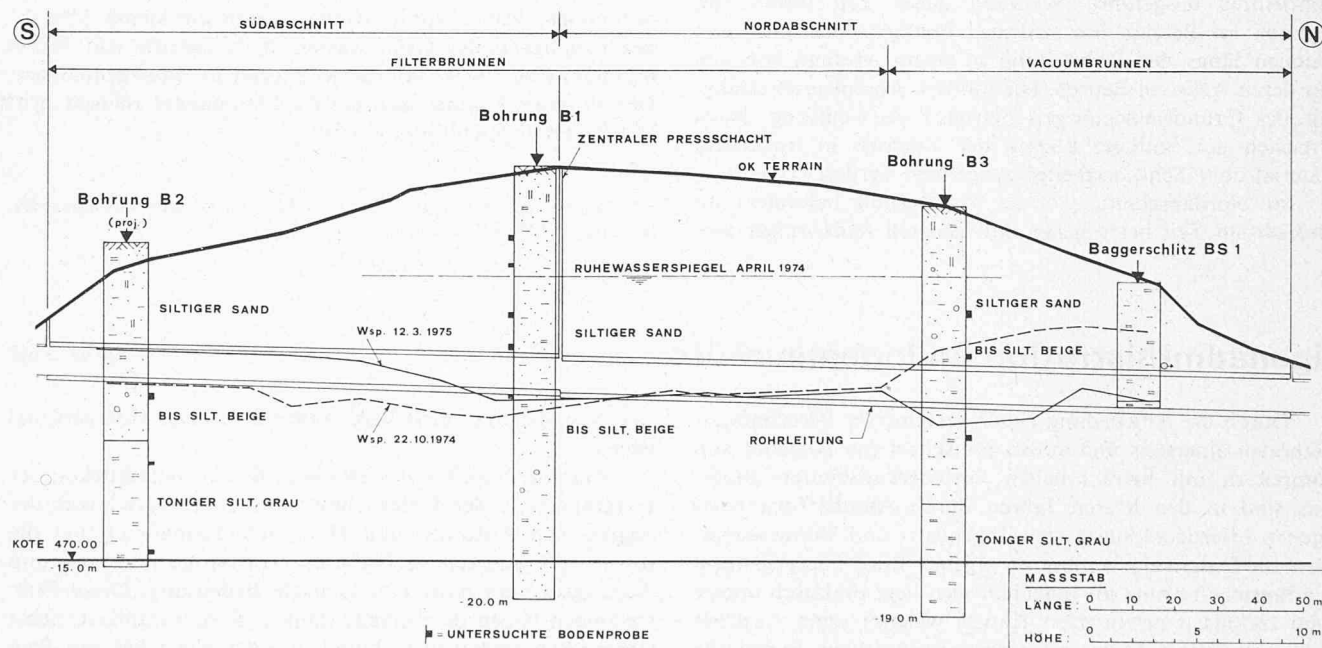 S
SÜDABSCHNITT
NORDABSCHNITT
N
FILTERBRUNNEN
VACUUMBRUNNEN
Bohrung B1
ZENTRALER PRESSSCHACHT
OK TERRAIN
Bohrung B3
Bohrung B2
(proj.)
Baggerschlitz BS 1
RUHEWASSERSPIEGEL APRIL 1974
SILTIGER SAND
SILTIGER SAND
Wsp. 12.3.1975
SILTIGER SAND
BIS SILT. BEIGE
BIS SILT. BEIGE
BIS SILT. BEIGE
Wsp. 22.10.1974
ROHRLEITUNG
TONIGER SILT, GRAU
TONIGER SILT, GRAU
KOTE 470.00
-15.0 m
-20.0 m
-19.0 m
= UNTERSUCHTE BODENPROBE
MASSSTAB
LÄNGE: 0 10 20 30 40 50 m
HÖHE: 0 5 10 m